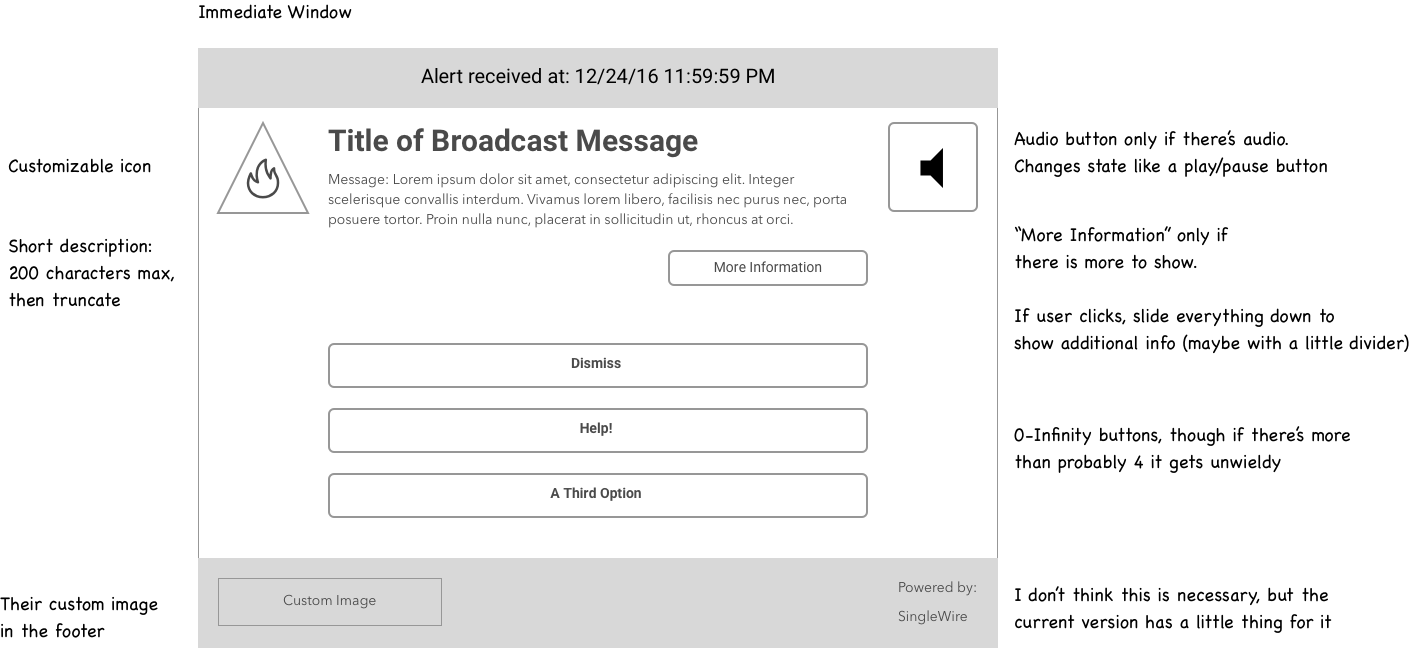 Immediate Window
Alert received at: 12/24/16 11:59:59 PM
Customizable icon
Short description:
200 characters max,
then truncate
Title of Broadcast Message
Message: Lorem ipsum dolor sit amet, consectetur adipiscing elit. Integer
scelerisque convallis interdum. Vivamus lorem libero, facilisis nec purus nec, porta
posuere tortor. Proin nulla nunc, placerat in sollicitudin ut, rhoncus at orci.
More Information
Audio button only if there's audio.
Changes state like a play/pause button
"More Information" only if
there is more to show.
If user clicks, slide everything down to
show additional info (maybe with a little divider)
Dismiss
Help!
A Third Option
0-Infinity buttons, though if there's more
than probably 4 it gets unwieldy
Their custom image
in the footer
Custom Image
Powered by:
SingleWire
I don't think this is necessary, but the
current version has a little thing for it